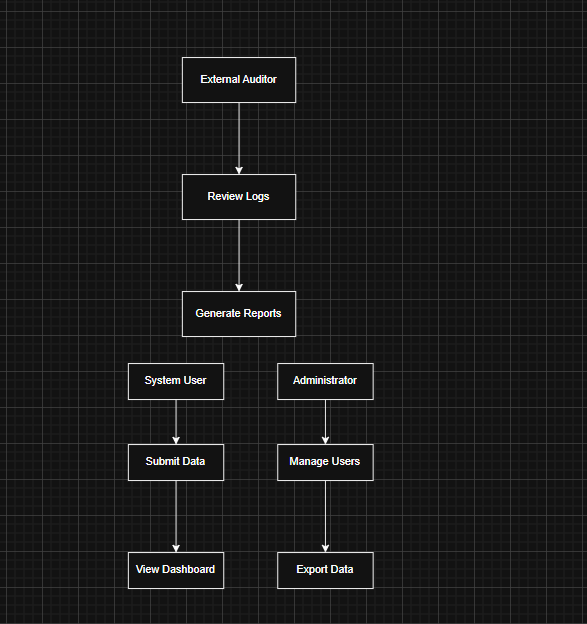 External Auditor
Review Logs
Generate Reports
System User
Administrator
Submit Data
Manage Users
View Dashboard
Export Data